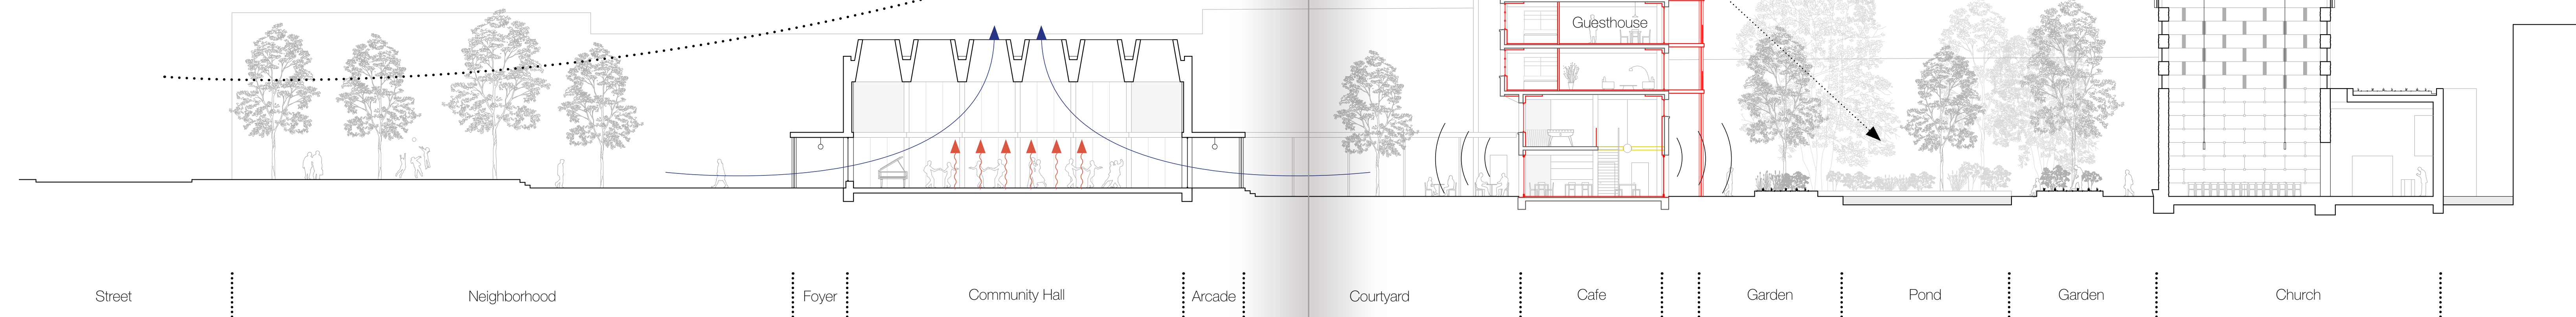 Guesthouse
Street
Neighborhood
Foyer
Community Hall
Arcade
Courtyard
Cafe
Garden
Pond
Garden
Church